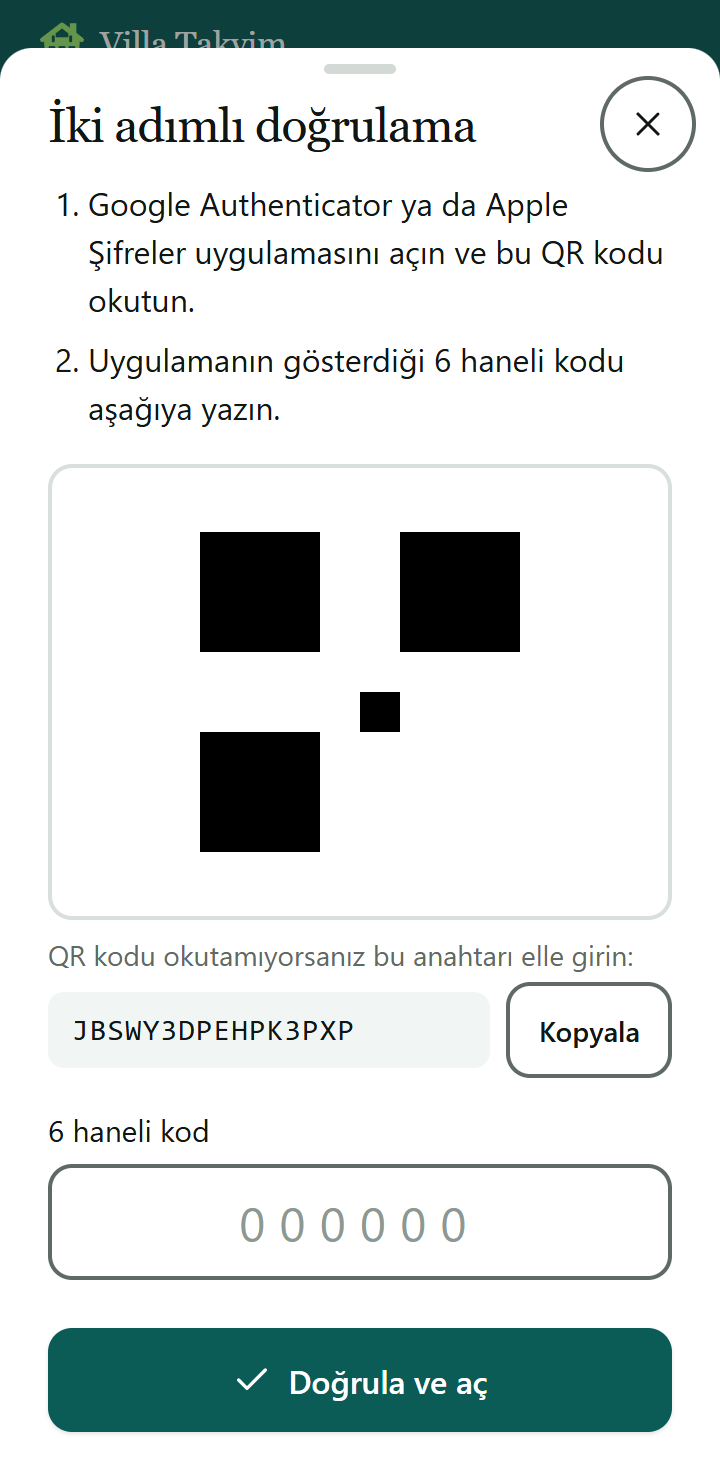 Villa Takvim
İki adımlı doğrulama
1. Google Authenticator ya da Apple
Şifreler uygulamasını açın ve bu QR kodu
okutun.
2. Uygulamanın gösterdiği 6 haneli kodu
aşağıya yazın.
QR kodu okutamıyorsanız bu anahtarı elle girin:
JBSWY3DPEHPK3PXP
Kopyala
6 haneli kod
000000
Doğrula ve aç